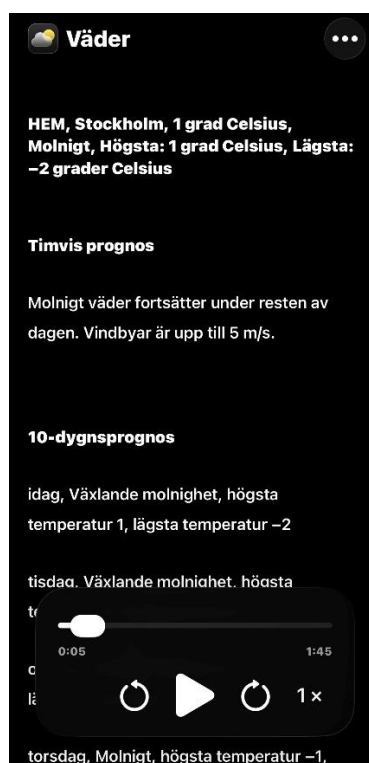 Väder
HEM, Stockholm, 1 grad Celsius,
Molnigt, Högsta: 1 grad Celsius, Lägsta:
−2 grader Celsius
Timvis prognos
Molnigt väder fortsätter under resten av
dagen. Vindbyar är upp till 5 m/s.
10-dygnsprognos
idag, Växlande molnighet, högsta
temperatur 1, lägsta temperatur −2
tisdag, Växlande molnighet, högsta
0:05
1:45
1×
torsdag, Molnigt, högsta temperatur −1,